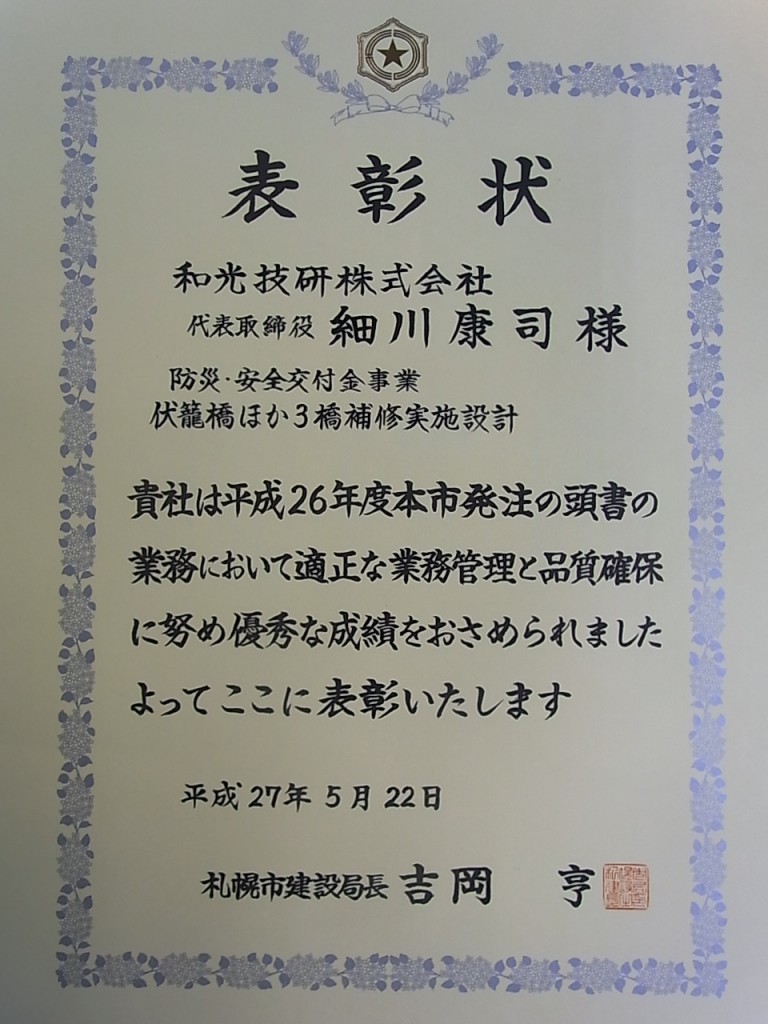 表彰状
和光技研株式会社
代表取締役 細川康司様
防災・安全交付金事業
伏籠橋ほか3橋補修実施設計
貴社は平成26年度本市発注の頭書の
業務において適正な業務管理と品質確保
に努め優秀な成績をおさめられました
よってここに表彰いたします
平成27年5月22日
札幌市建設局長 吉岡 亨